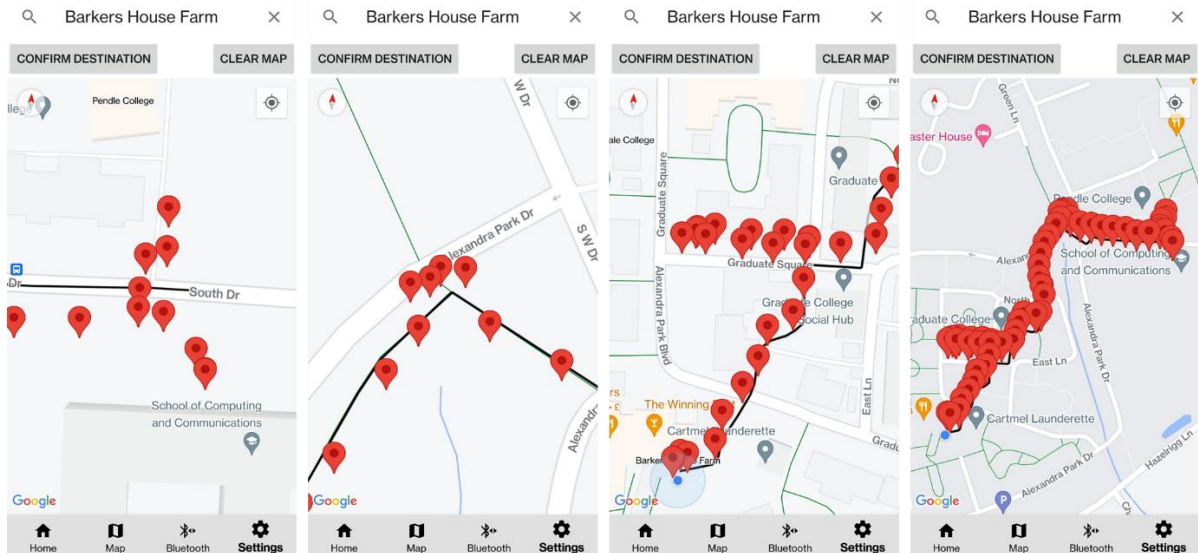 Barkers House Farm
CONFIRM DESTINATION
CLEAR MAP
Pendle College
South Dr
Dr
School of Computing
and Communications
Google
Home
Map
Bluetooth
Settings
Barkers House Farm
CONFIRM DESTINATION
CLEAR MAP
W Dr
Alexandra Park Dr
S W Dr
Google
Home
Map
Bluetooth
Settings
Barkers House Farm
CONFIRM DESTINATION
CLEAR MAP
ale College
Graduate Square
Graduate
Graduate Square
Alexandra Park Blvd
Graduate College
Social Hub
East Ln
The Winning
Cartmel Launderette
Google
Home
Map
Bluetooth
Settings
Barkers House Farm
CONFIRM DESTINATION
CLEAR MAP
Green Ln
aster House
Pendle College
School of Computing
and Communications
North
raduate College
East Ln
Alexandra Park Dr
Cartmel Launderette
Hazelrigg Ln
Alexandra Park Dr
Google
Home
Map
Bluetooth
Settings